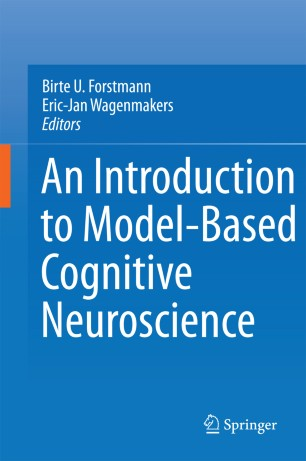 Birte U. Forstmann
Eric-Jan Wagenmakers
Editors
An Introduction
to Model-Based
Cognitive
Neuroscience
Springer